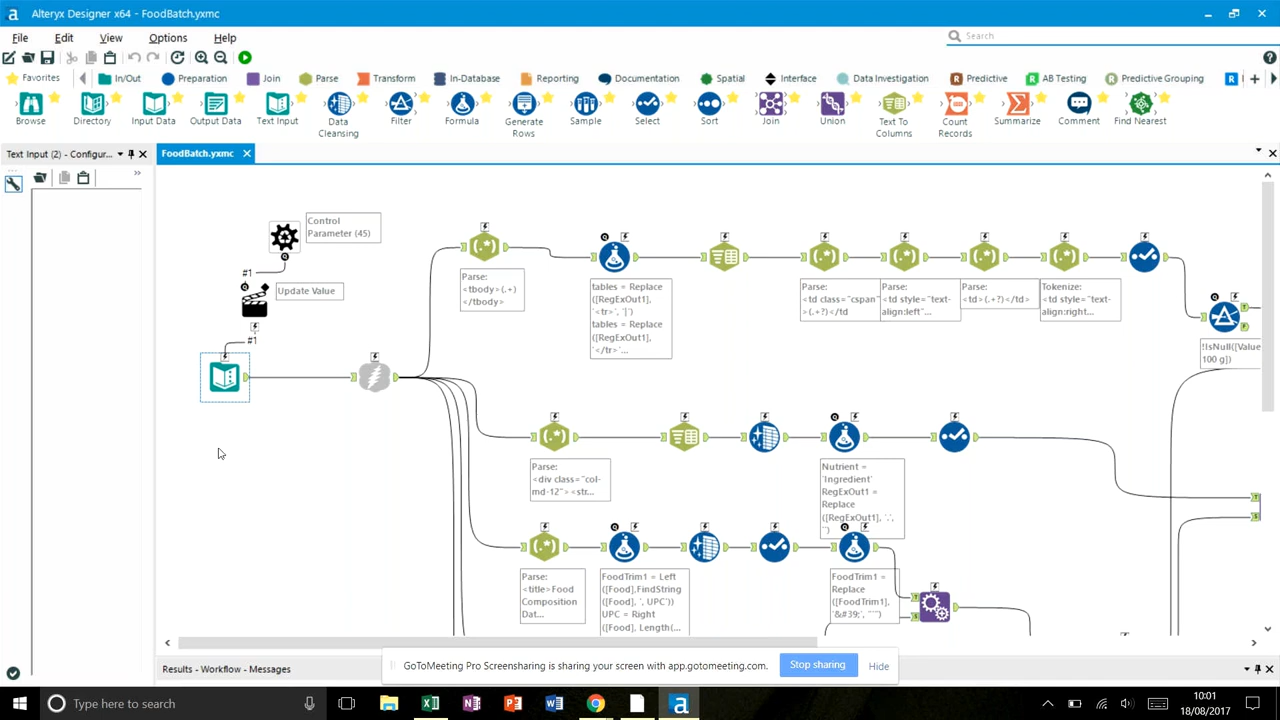 Alteryx Designer x64 - FoodBatch.yxmc
File Edit View Options Help
Search
Favorites In/Out Preparation Join Parse Transform In-Database Reporting Documentation Spatial Interface Data Investigation Predictive AB Testing Predictive Grouping
Browse Directory Input Data Output Data Text Input Data Cleansing Filter Formula Generate Rows Sample Select Sort Join Union Text To Columns Count Records Summarize Comment Find Nearest
Text Input (2) - Configur...
FoodBatch.yxmc
Control
Parameter (45)
#1
Update Value
#1
Parse:
<tbody>(.+)
</tbody>
tables = Replace
([RegExOut1],
'<tr>', '|')
tables = Replace
([RegExOut1],
'</tr>'...
Parse:
<td class="cspan"
(.+?)</td
Parse:
<td style="text-
align:left"...
Parse:
<td>(.+?)</td>
Tokenize:
<td style="text-
align:right...
!IsNull([Value
100 g])
Parse:
<div class="col-
md-12"><str...
Nutrient =
'Ingredient'
RegExOut1 =
Replace
([RegExOut1], '.',
'')
Parse:
<title>Food
Composition
Dat...
FoodTrim1 = Left
([Food],FindString
([Food], ', UPC'))
UPC = Right
([Food], Length(...
FoodTrim1 =
Replace
([FoodTrim1],
'&#39;', "'")
Results - Workflow - Messages
GoToMeeting Pro Screensharing is sharing your screen with app.gotomeeting.com.
Stop sharing
Hide
Type here to search
10:01
18/08/2017